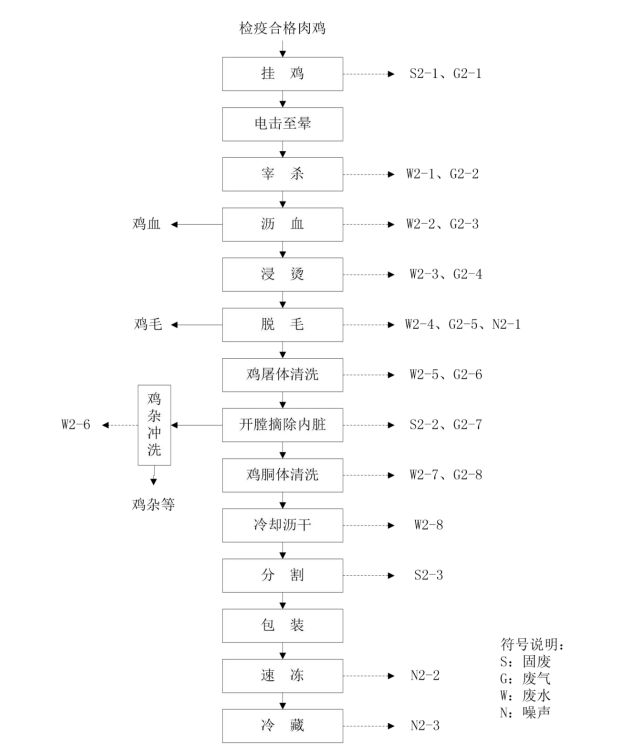 检疫合格肉鸡
挂 鸡
S2-1、G2-1
电击至晕
宰 杀
W2-1、G2-2
鸡血
沥 血
W2-2、G2-3
浸 烫
W2-3、G2-4
鸡毛
脱 毛
W2-4、G2-5、N2-1
鸡屠体清洗
W2-5、G2-6
W2-6
鸡杂冲洗
开膛摘除内脏
S2-2、G2-7
鸡杂等
鸡胴体清洗
W2-7、G2-8
冷却沥干
W2-8
分 割
S2-3
包 装
速 冻
N2-2
冷 藏
N2-3
符号说明:
S: 固废
G: 废气
W: 废水
N: 噪声